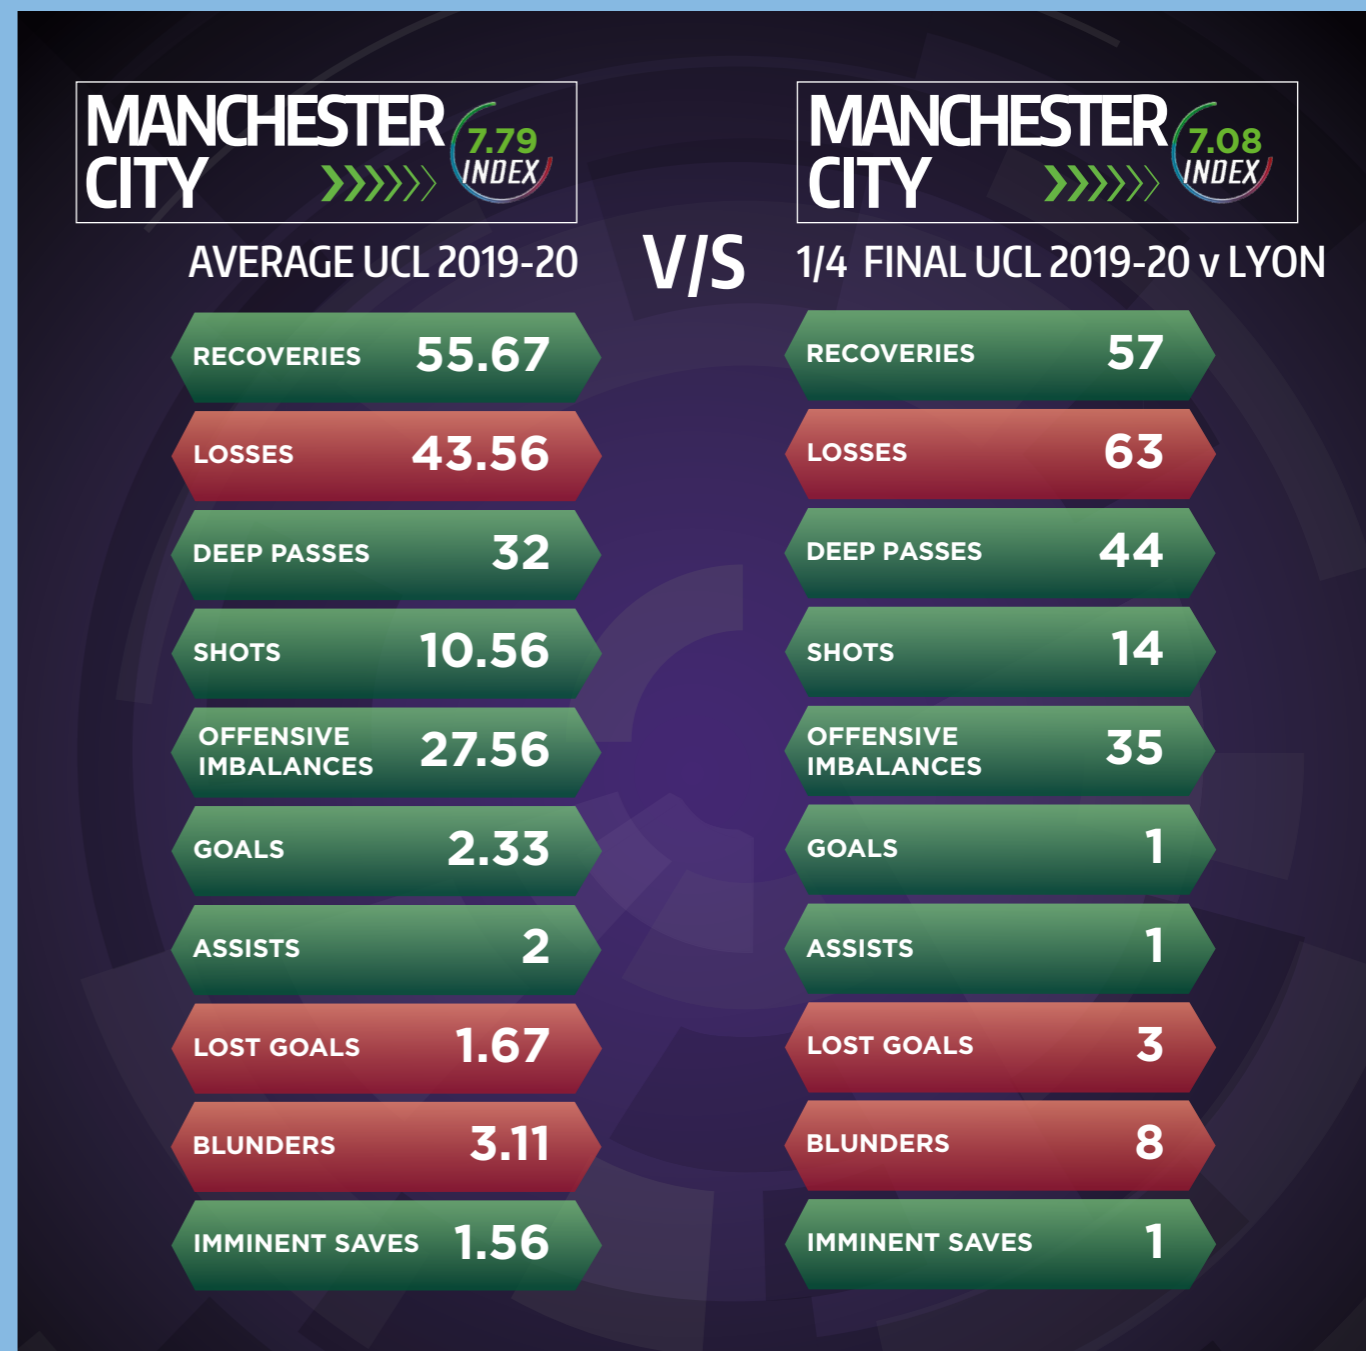 MANCHESTER
CITY
7.79
INDEX
AVERAGE UCL 2019-20
RECOVERIES 55.67
LOSSES 43.56
DEEP PASSES 32
SHOTS 10.56
OFFENSIVE
IMBALANCES 27.56
GOALS 2.33
ASSISTS 2
LOST GOALS 1.67
BLUNDERS 3.11
IMMINENT SAVES 1.56
V/S
MANCHESTER
CITY
7.08
INDEX
1/4 FINAL UCL 2019-20 v LYON
RECOVERIES 57
LOSSES 63
DEEP PASSES 44
SHOTS 14
OFFENSIVE
IMBALANCES 35
GOALS 1
ASSISTS 1
LOST GOALS 3
BLUNDERS 8
IMMINENT SAVES 1